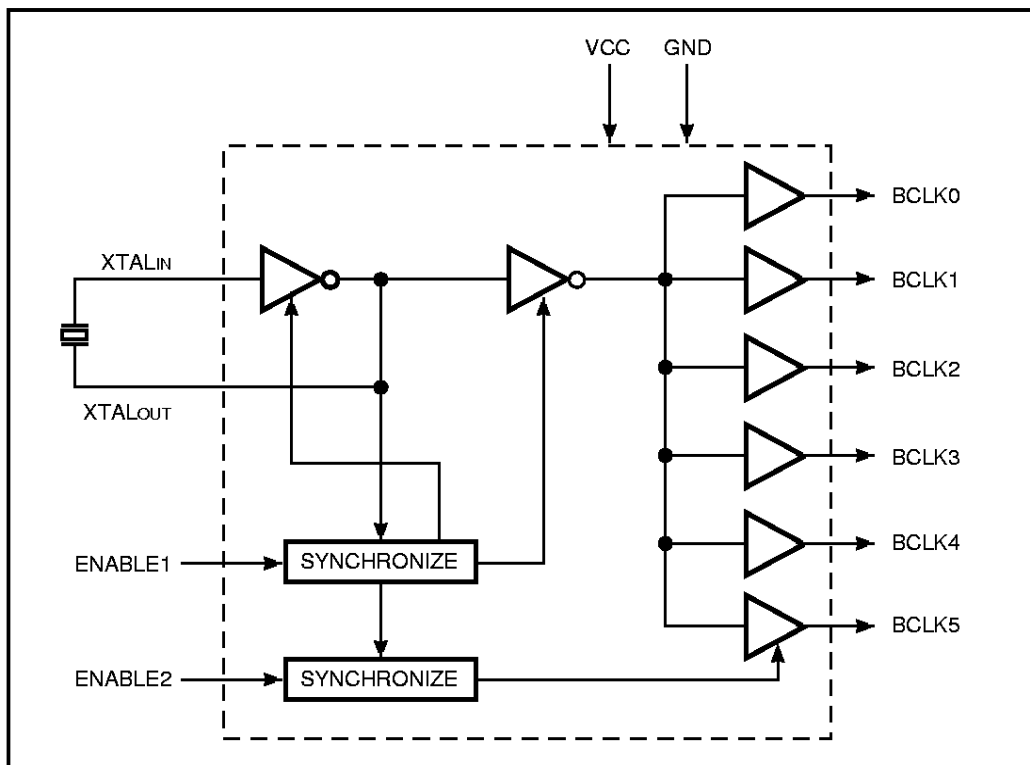 VCC GND
BCLK0
XTALIN
BCLK1
BCLK2
XTALOUT
BCLK3
ENABLE1
SYNCHRONIZE
BCLK4
BCLK5
ENABLE2
SYNCHRONIZE